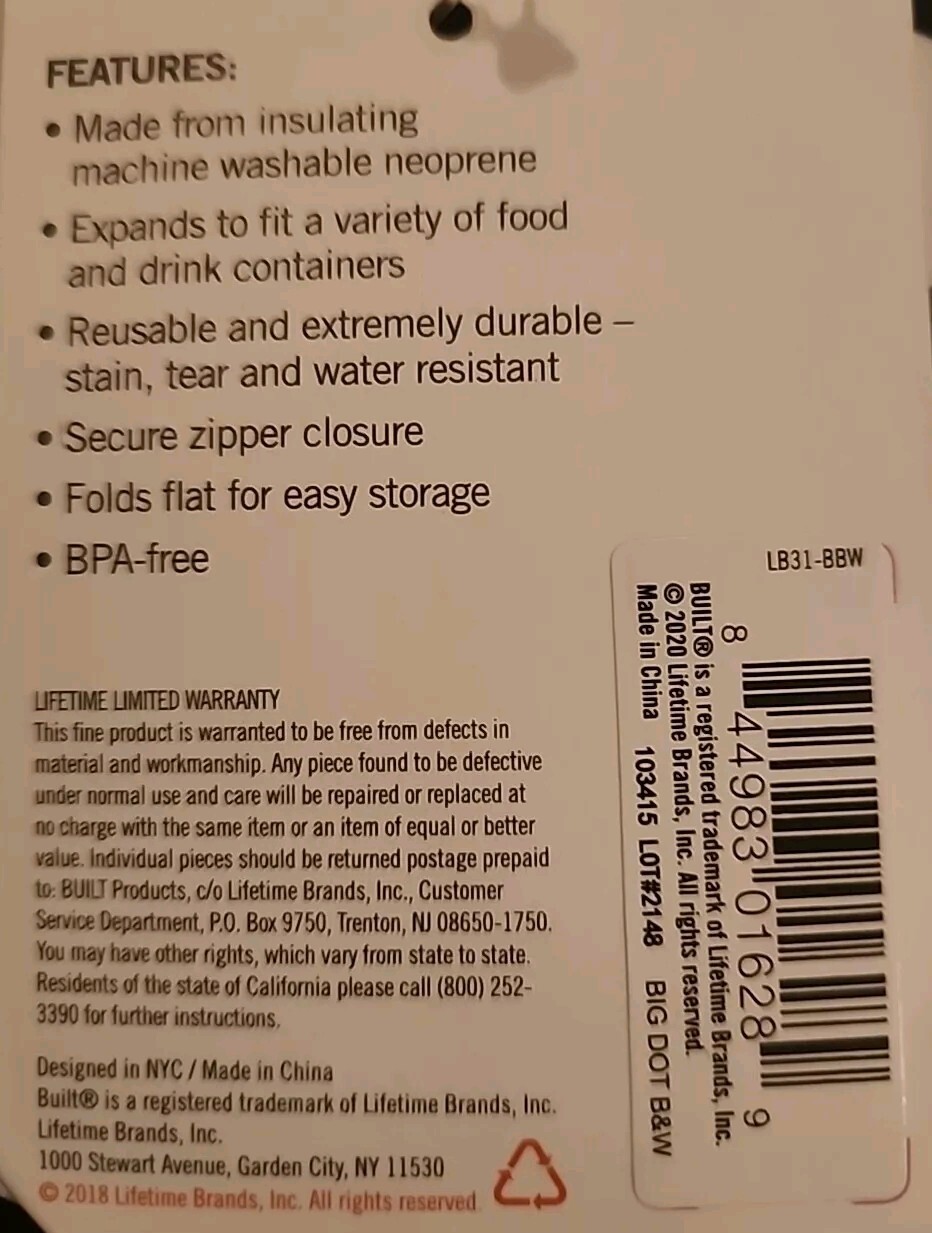 FEATURES:
• Made from insulating
machine washable neoprene
• Expands to fit a variety of food
and drink containers
• Reusable and extremely durable –
stain, tear and water resistant
• Secure zipper closure
• Folds flat for easy storage
• BPA-free
LIFETIME LIMITED WARRANTY
This fine product is warranted to be free from defects in
material and workmanship. Any piece found to be defective
under normal use and care will be repaired or replaced at
no charge with the same item or an item of equal or better
value. Individual pieces should be returned postage prepaid
to: BUILT Products, c/o Lifetime Brands, Inc., Customer
Service Department, P.O. Box 9750, Trenton, NJ 08650-1750.
You may have other rights, which vary from state to state.
Residents of the state of California please call (800) 252-
3390 for further instructions.
Designed in NYC / Made in China
Built® is a registered trademark of Lifetime Brands, Inc.
Lifetime Brands, Inc.
1000 Stewart Avenue, Garden City, NY 11530
© 2018 Lifetime Brands, Inc. All rights reserved
LB31-BBW
8 44983 01628 9
BUILT® is a registered trademark of Lifetime Brands, Inc.
© 2020 Lifetime Brands, Inc. All rights reserved.
Made in China 103415 LOT#2148 BIG DOT B&W